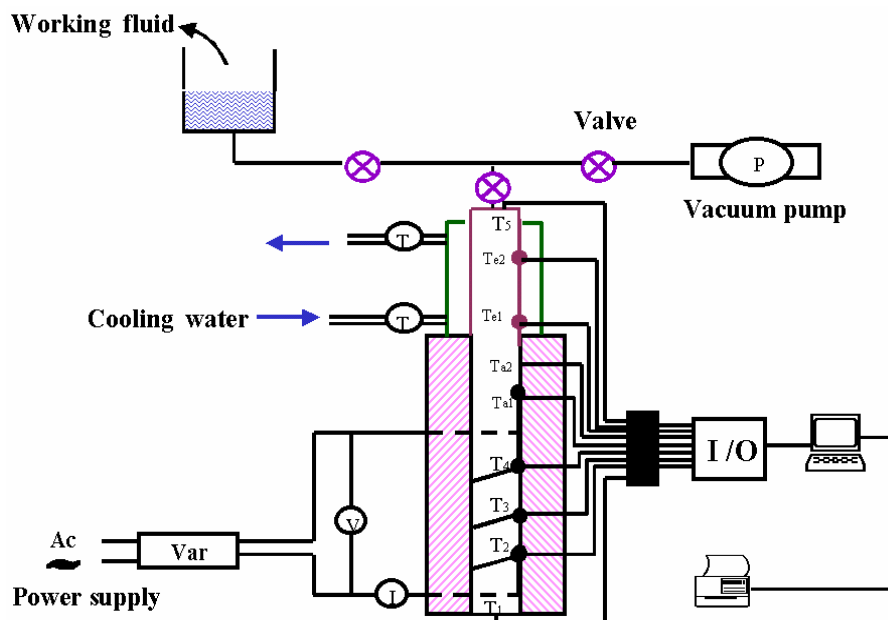 Working fluid
Valve
P
Vacuum pump
T5
T
Te2
Cooling water
T
Te1
Ta2
Ta1
I/O
T4
T3
V
T2
Ac
Var
Power supply
I
T1